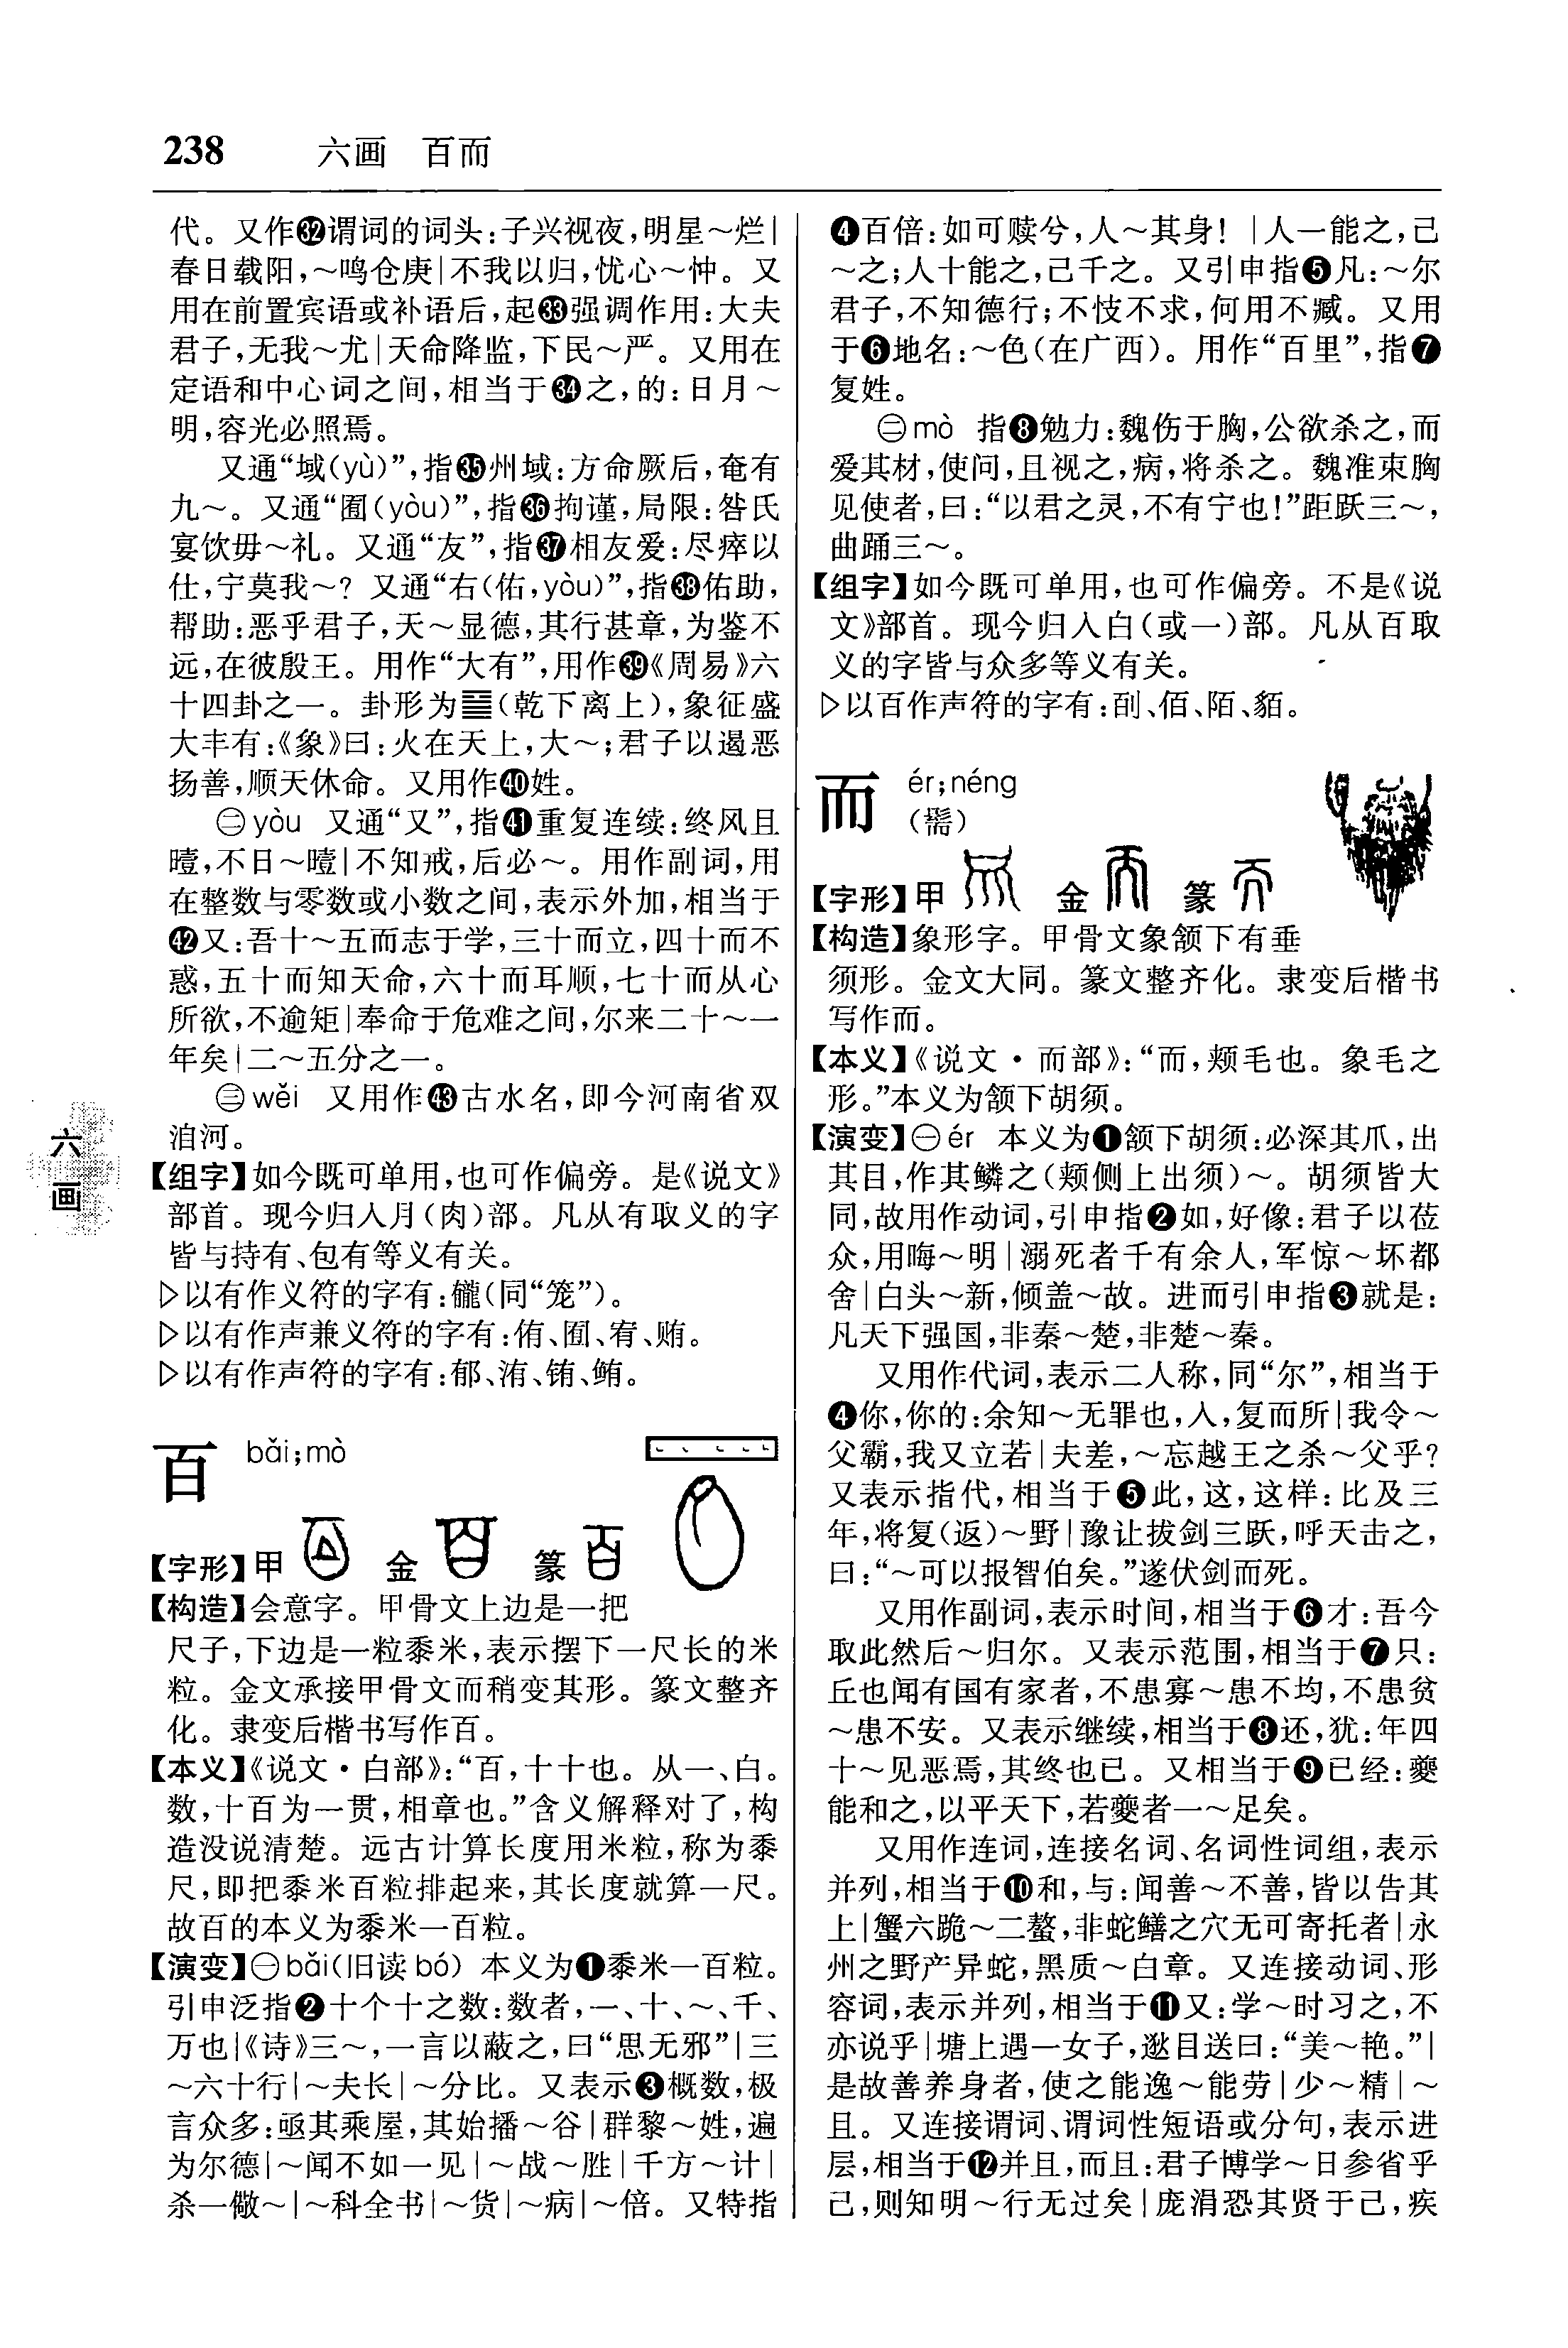 238 六画 百而
代。又作㉜谓词的词头:子兴视夜,明星～烂|
春日载阳,～鸣仓庚|不我以归,忧心～忡。又
用在前置宾语或补语后,起㉝强调作用:大夫
君子,无我～尤|天命降监,下民～严。又用在
定语和中心词之间,相当于㉞之,的:日月～
明,容光必照焉。
又通“域(yù)”,指㉟州域:方命厥后,奄有
九～。又通“囿(yòu)”,指㊱拘谨,局限:咎氏
宴饮毋～礼。又通“友”,指㊲相友爱:尽瘁以
仕,宁莫我～? 又通“右(佑,yòu)”,指㊳佑助,
帮助:恶乎君子,天～显德,其行甚章,为鉴不
远,在彼殷王。用作“大有”,用作㊴《周易》六
十四卦之一。卦形为䷍(乾下离上),象征盛
大丰有:《象》曰:火在天上,大～;君子以遏恶
扬善,顺天休命。又用作㊵姓。
㊁yòu 又通“又”,指㊶重复连续:终风且
曀,不日～曀|不知戒,后必～。用作副词,用
在整数与零数或小数之间,表示外加,相当于
㊷又:吾十～五而志于学,三十而立,四十而不
惑,五十而知天命,六十而耳顺,七十而从心
所欲,不逾矩|奉命于危难之间,尔来二十～一
年矣|二～五分之一。
㊂wěi 又用作㊸古水名,即今河南省双
洎河。
【组字】如今既可单用,也可作偏旁。是《说文》
部首。现今归入月(肉)部。凡从有取义的字
皆与持有、包有等义有关。
▷以有作义符的字有:龓(同“笼”)。
▷以有作声兼义符的字有:侑、囿、宥、贿。
▷以有作声符的字有:郁、洧、铕、鲔。
百 bǎi;mò
【字形】甲 金 篆
【构造】会意字。甲骨文上边是一把
尺子,下边是一粒黍米,表示摆下一尺长的米
粒。金文承接甲骨文而稍变其形。篆文整齐
化。隶变后楷书写作百。
【本义】《说文·白部》:“百,十十也。从一、白。
数,十百为一贯,相章也。”含义解释对了,构
造没说清楚。远古计算长度用米粒,称为黍
尺,即把黍米百粒排起来,其长度就算一尺。
故百的本义为黍米一百粒。
【演变】㊀bǎi(旧读bó) 本义为❶黍米一百粒。
引申泛指❷十个十之数:数者,一、十、～、千、
万也|《诗》三～,一言以蔽之,曰“思无邪”|三
～六十行|～夫长|～分比。又表示❸概数,极
言众多:亟其乘屋,其始播～谷|群黎～姓,遍
为尔德|～闻不如一见|～战～胜|千方～计|
杀一儆～|～科全书|～货|～病|～倍。又特指
❹百倍:如可赎兮,人～其身! |人一能之,己
～之;人十能之,己千之。又引申指❺凡:～尔
君子,不知德行;不忮不求,何用不臧。又用
于❻地名:～色(在广西)。用作“百里”,指❼
复姓。
㊁mò 指❽勉力:魏伤于胸,公欲杀之,而
爱其材,使问,且视之,病,将杀之。魏准束胸
见使者,曰:“以君之灵,不有宁也!”距跃三～,
曲踊三～。
【组字】如今既可单用,也可作偏旁。不是《说
文》部首。现今归入白(或一)部。凡从百取
义的字皆与众多等义有关。
▷以百作声符的字有:刮、佰、陌、貊。
而 ér;néng
(髵)
【字形】甲 金 篆
【构造】象形字。甲骨文象颔下有垂
须形。金文大同。篆文整齐化。隶变后楷书
写作而。
【本义】《说文·而部》:“而,颊毛也。象毛之
形。”本义为颔下胡须。
【演变】㊀ér 本义为❶颔下胡须:必深其爪,出
其目,作其鳞之(颊侧上出须)～。胡须皆大
同,故用作动词,引申指❷如,好像:君子以莅
众,用晦～明|溺死者千有余人,军惊～坏都
舍|白头～新,倾盖～故。进而引申指❸就是:
凡天下强国,非秦～楚,非楚～秦。
又用作代词,表示二人称,同“尔”,相当于
❹你,你的:余知～无罪也,人,复而所|我令～
父霸,我又立若|夫差,～忘越王之杀～父乎?
又表示指代,相当于❺此,这,这样:比及三
年,将复(返)～野|豫让拔剑三跃,呼天击之,
曰:“～可以报智伯矣。”遂伏剑而死。
又用作副词,表示时间,相当于❻才:吾今
取此然后～归尔。又表示范围,相当于❼只:
丘也闻有国有家者,不患寡～患不均,不患贫
～患不安。又表示继续,相当于❽还,犹:年四
十～见恶焉,其终也已。又相当于❾已经:夔
能和之,以平天下,若夔者一～足矣。
又用作连词,连接名词、名词性词组,表示
并列,相当于❿和,与:闻善～不善,皆以告其
上|蟹六跪～二螯,非蛇鳝之穴无可寄托者|永
州之野产异蛇,黑质～白章。又连接动词、形
容词,表示并列,相当于⓫又:学～时习之,不
亦说乎|塘上遇一女子,逖目送曰:“美～艳。”|
是故善养身者,使之能逸～能劳|少～精|～
且。又连接谓词、谓词性短语或分句,表示进
层,相当于⓬并且,而且:君子博学～日参省乎
己,则知明～行无过矣|庞涓恐其贤于己,疾
六
画